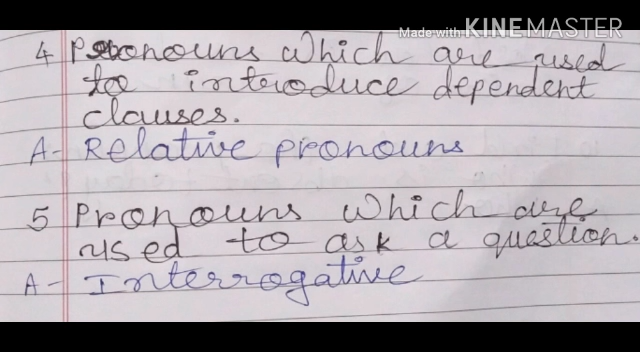 Made with KINEMASTER
4 Pronouns which are used
to introduce dependent
clauses.
A- Relative pronouns
5 Pronouns which are
used to ask a question.
A- Interrogative